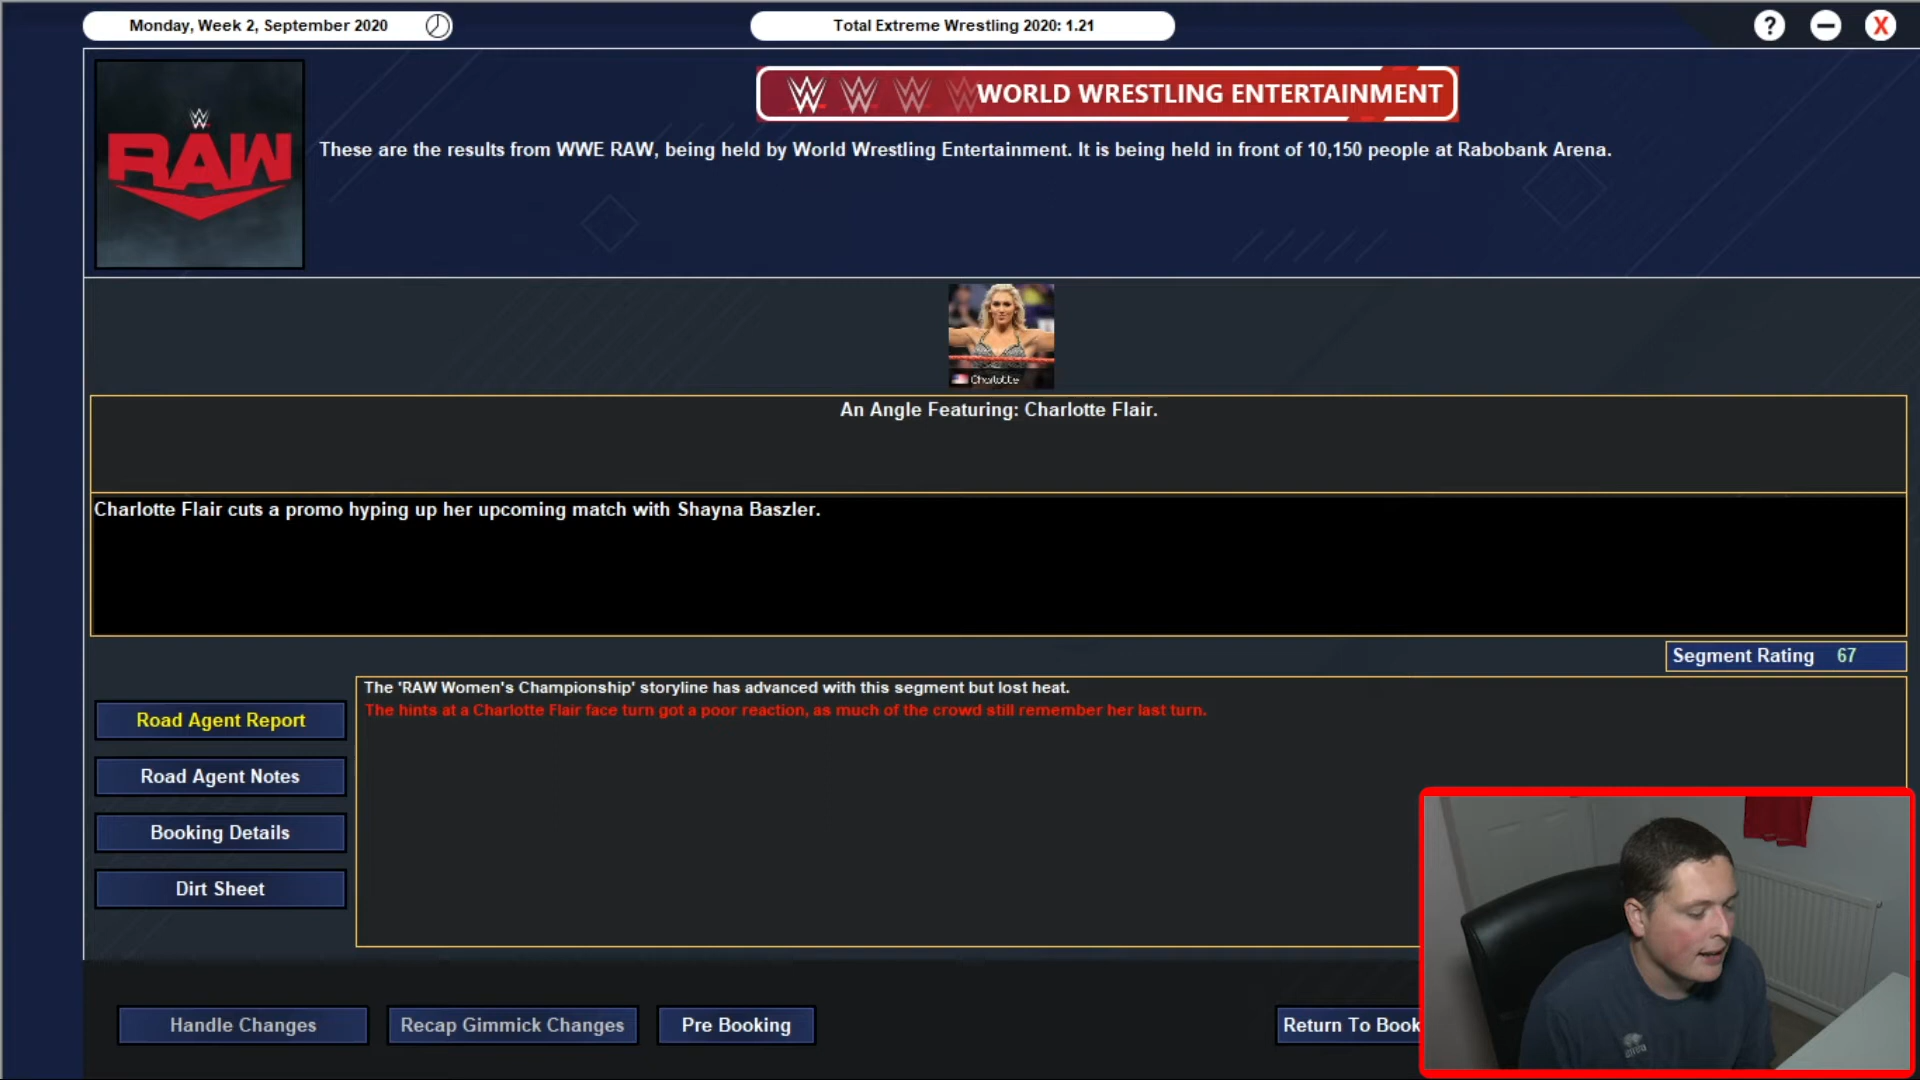 Monday, Week 2, September 2020
Total Extreme Wrestling 2020: 1.21
?
X
W W W W WORLD WRESTLING ENTERTAINMENT
W
RAW
These are the results from WWE RAW, being held by World Wrestling Entertainment. It is being held in front of 10,150 people at Rabobank Arena.
Charlotte
An Angle Featuring: Charlotte Flair.
Charlotte Flair cuts a promo hyping up her upcoming match with Shayna Baszler.
Segment Rating 67
The 'RAW Women's Championship' storyline has advanced with this segment but lost heat.
The hints at a Charlotte Flair face turn got a poor reaction, as much of the crowd still remember her last turn.
Road Agent Report
Road Agent Notes
Booking Details
Dirt Sheet
Handle Changes
Recap Gimmick Changes
Pre Booking
Return To Book